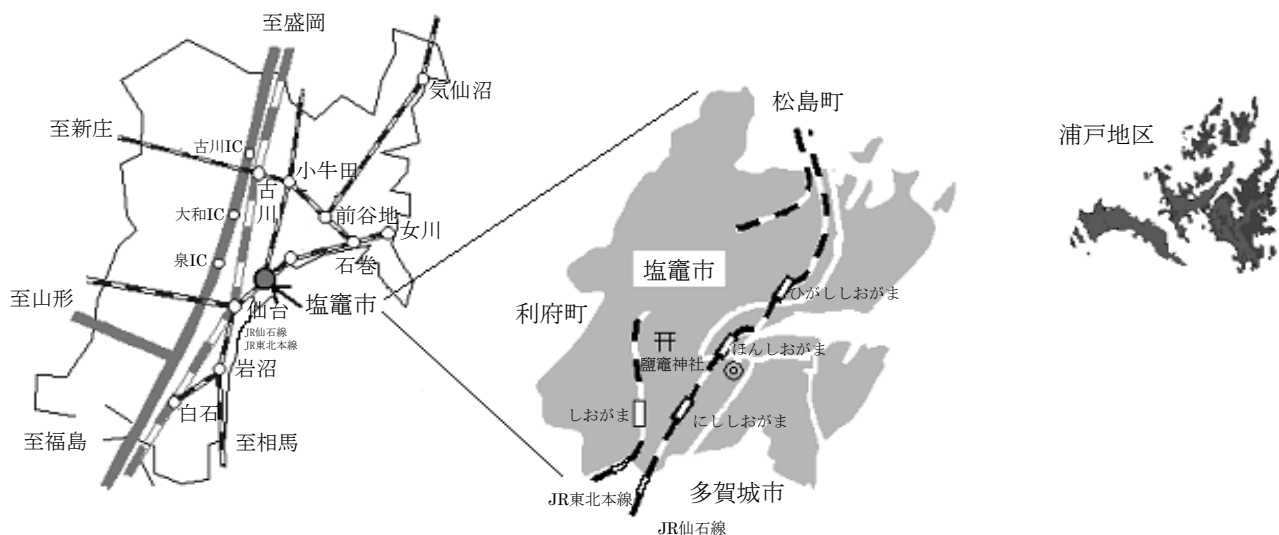 至盛岡
気仙沼
至新庄
古川IC
小牛田
古
川
前谷地
女川
大和IC
石巻
泉IC
至山形
仙台
塩竈市
JR仙石線
JR東北本線
岩沼
白石
至福島
至相馬
松島町
塩竈市
ひがししおがま
利府町
鹽竈神社
ほんしおがま
しおがま
にししおがま
多賀城市
JR東北本線
JR仙石線
浦戸地区